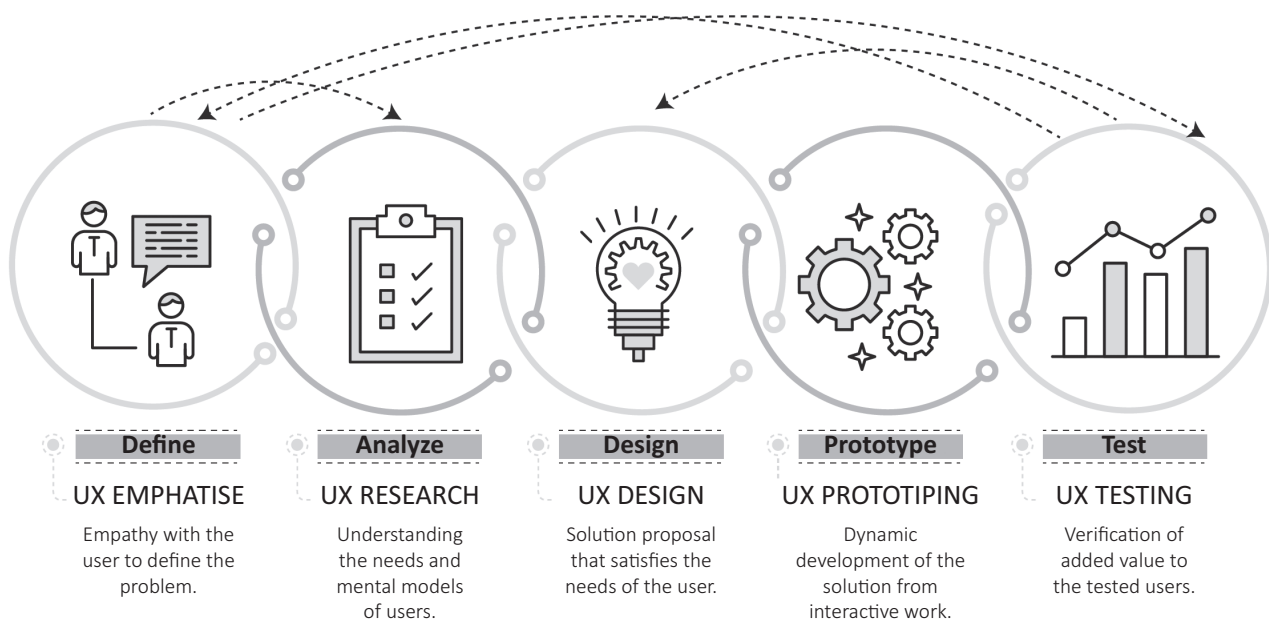 Define
UX EMPHATISE
Empathy with the
user to define the
problem.
Analyze
UX RESEARCH
Understanding
the needs and
mental models
of users.
Design
UX DESIGN
Solution proposal
that satisfies the
needs of the user.
Prototype
UX PROTOTIPING
Dynamic
development of the
solution from
interactive work.
Test
UX TESTING
Verification of
added value to
the tested users.